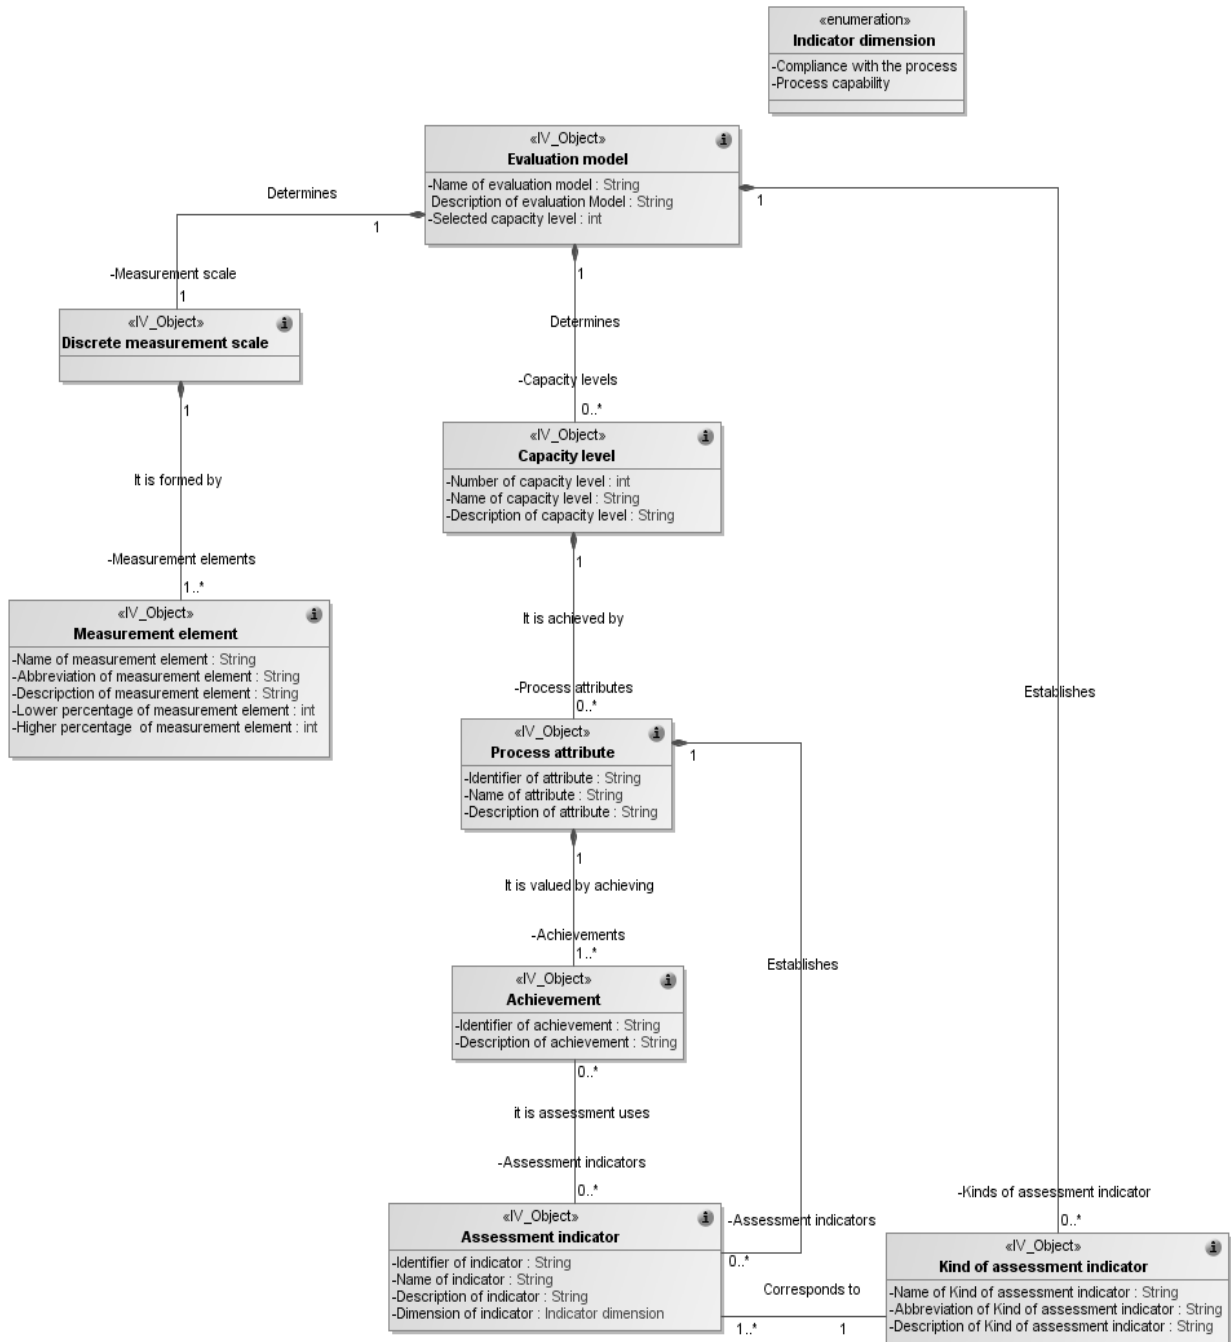 «enumeration»
Indicator dimension
-Compliance with the process
-Process capability
«IV_Object»
Evaluation model
-Name of evaluation model : String
Description of evaluation Model : String
-Selected capacity level : int
Determines
1
1
1
-Measurement scale
1
Determines
«IV_Object»
Discrete measurement scale
-Capacity levels
0..*
1
«IV_Object»
Capacity level
-Number of capacity level : int
-Name of capacity level : String
-Description of capacity level : String
It is formed by
-Measurement elements
1..*
1
«IV_Object»
Measurement element
-Name of measurement element : String
-Abbreviation of measurement element : String
-Descripction of measurement element : String
-Lower percentage of measurement element : int
-Higher percentage  of measurement element : int
It is achieved by
-Process attributes
0..*
Establishes
«IV_Object»
Process attribute
-Identifier of attribute : String
-Name of attribute : String
-Description of attribute : String
1
1
It is valued by achieving
-Achievements
1..*
Establishes
«IV_Object»
Achievement
-Identifier of achievement : String
-Description of achievement : String
0..*
it is assessment uses
-Assessment indicators
0..*
-Kinds of assessment indicator
0..*
«IV_Object»
Assessment indicator
-Identifier of indicator : String
-Name of indicator : String
-Description of indicator : String
-Dimension of indicator : Indicator dimension
-Assessment indicators
0..*
Corresponds to
1..*
1
«IV_Object»
Kind of assessment indicator
-Name of Kind of assessment indicator : String
-Abbreviation of Kind of assessment indicator : String
-Description of Kind of assessment indicator : String